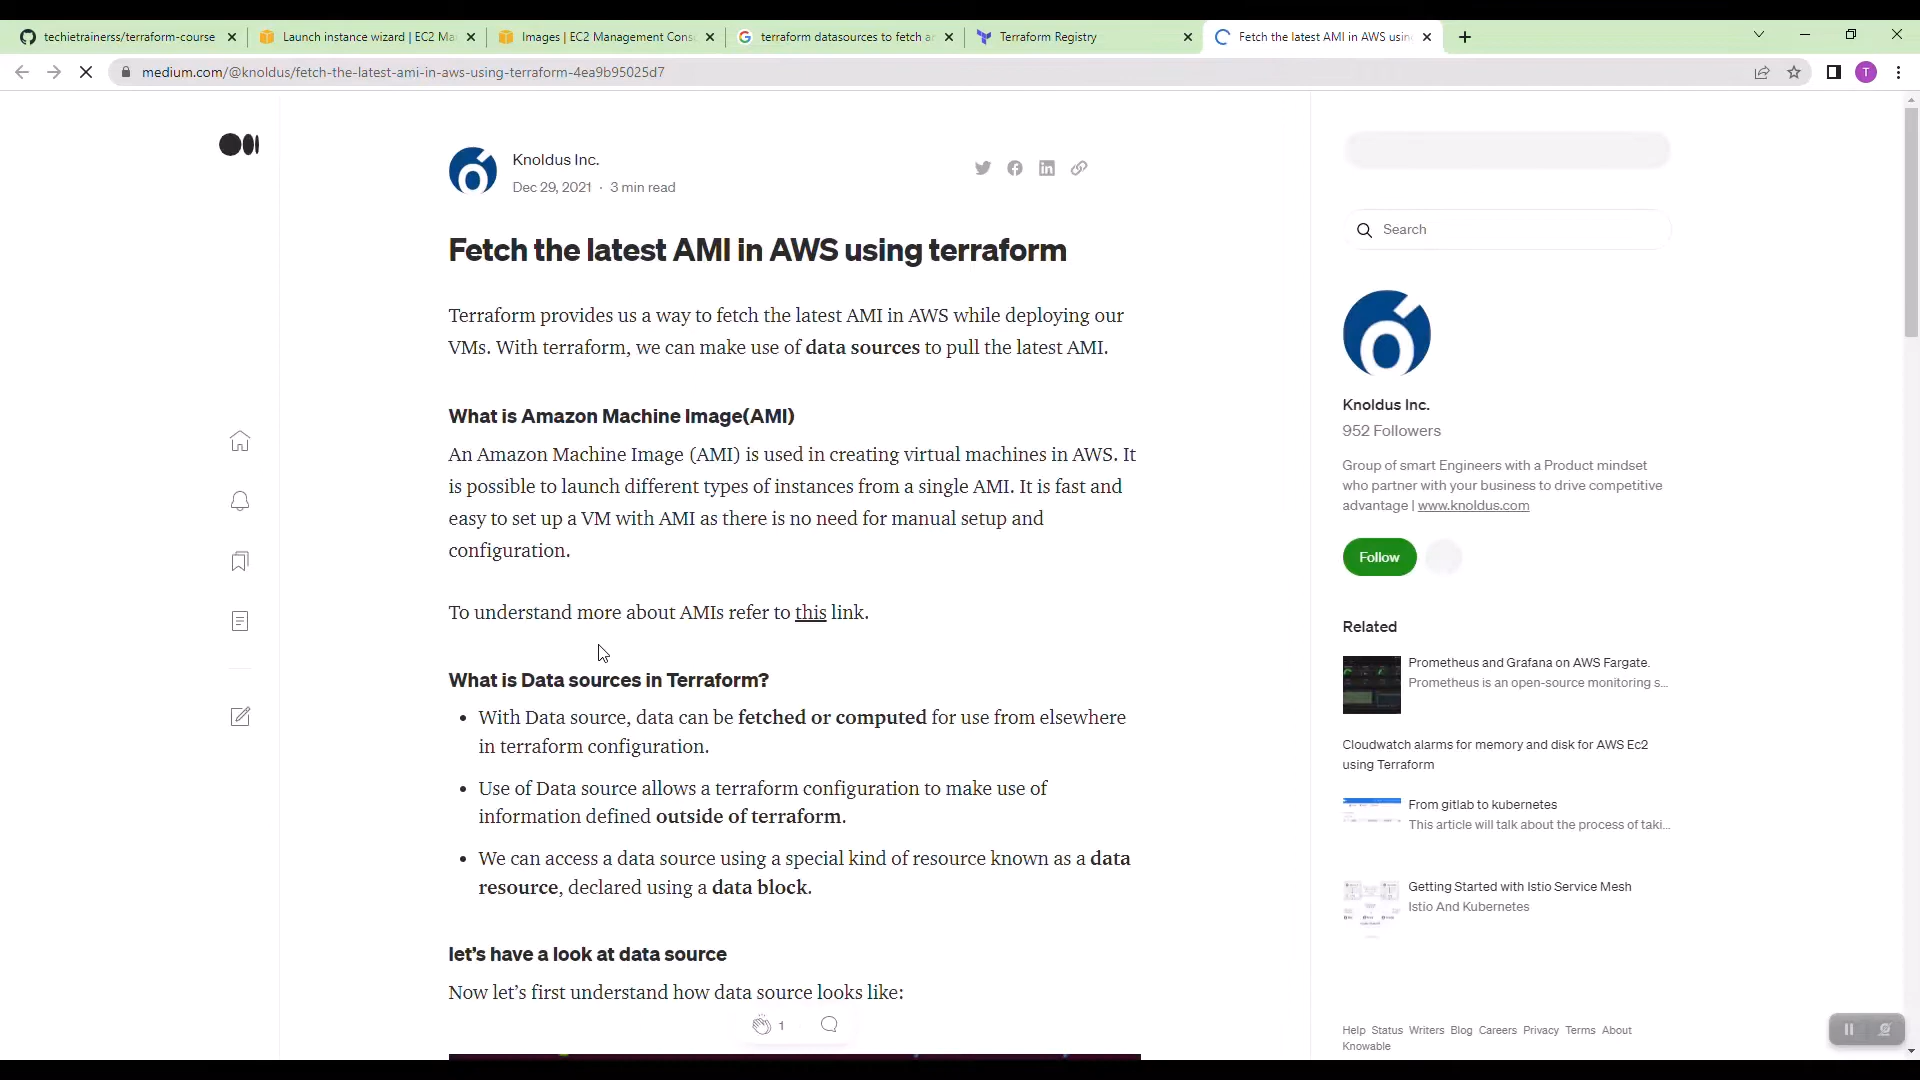 techietrainerss/terraform-course
Launch instance wizard | EC2 Ma
Images | EC2 Management Cons
terraform datasources to fetch a
Terraform Registry
Fetch the latest AMI in AWS usin
medium.com/@knoldus/fetch-the-latest-ami-in-aws-using-terraform-4ea9b95025d7
T
Knoldus Inc.
Dec 29, 2021 · 3 min read
Fetch the latest AMI in AWS using terraform
Terraform provides us a way to fetch the latest AMI in AWS while deploying our
VMs. With terraform, we can make use of data sources to pull the latest AMI.
What is Amazon Machine Image(AMI)
An Amazon Machine Image (AMI) is used in creating virtual machines in AWS. It
is possible to launch different types of instances from a single AMI. It is fast and
easy to set up a VM with AMI as there is no need for manual setup and
configuration.
To understand more about AMIs refer to this link.
What is Data sources in Terraform?
• With Data source, data can be fetched or computed for use from elsewhere
in terraform configuration.
• Use of Data source allows a terraform configuration to make use of
information defined outside of terraform.
• We can access a data source using a special kind of resource known as a data
resource, declared using a data block.
let's have a look at data source
Now let's first understand how data source looks like:
1
Search
Knoldus Inc.
952 Followers
Group of smart Engineers with a Product mindset
who partner with your business to drive competitive
advantage | www.knoldus.com
Follow
Related
Prometheus and Grafana on AWS Fargate.
Prometheus is an open-source monitoring s...
Cloudwatch alarms for memory and disk for AWS Ec2
using Terraform
From gitlab to kubernetes
This article will talk about the process of taki...
Getting Started with Istio Service Mesh
Istio And Kubernetes
Help Status Writers Blog Careers Privacy Terms About
Knowable